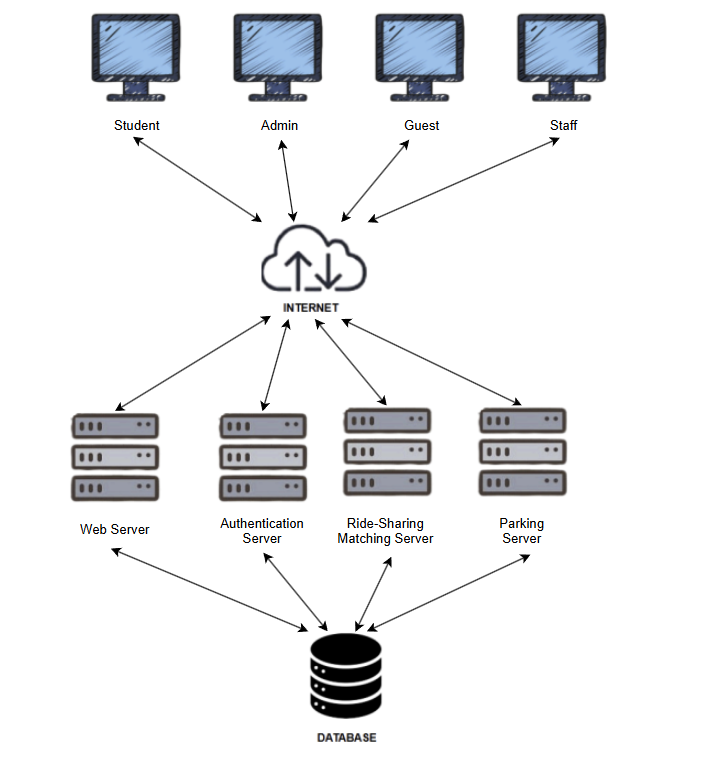 Student
Admin
Guest
Staff
INTERNET
Web Server
Authentication
Server
Ride-Sharing
Matching Server
Parking
Server
DATABASE